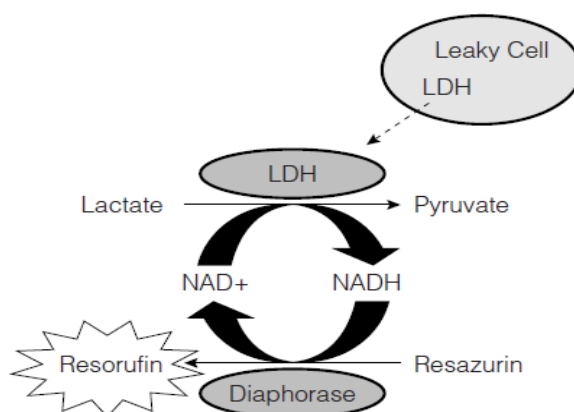 Leaky Cell
LDH
LDH
Lactate Pyruvate
NAD+ NADH
Resorufin Resazurin
Diaphorase